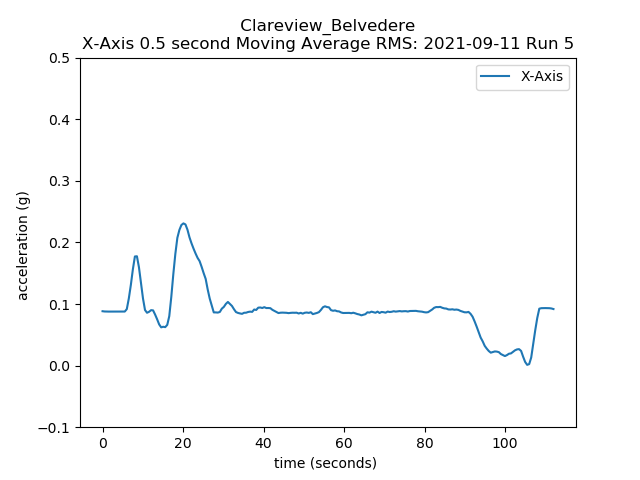 Clareview_Belvedere
X-Axis 0.5 second Moving Average RMS: 2021-09-11 Run 5
X-Axis
acceleration (g)
0.5
0.4
0.3
0.2
0.1
0.0
−0.1
0 20 40 60 80 100
time (seconds)